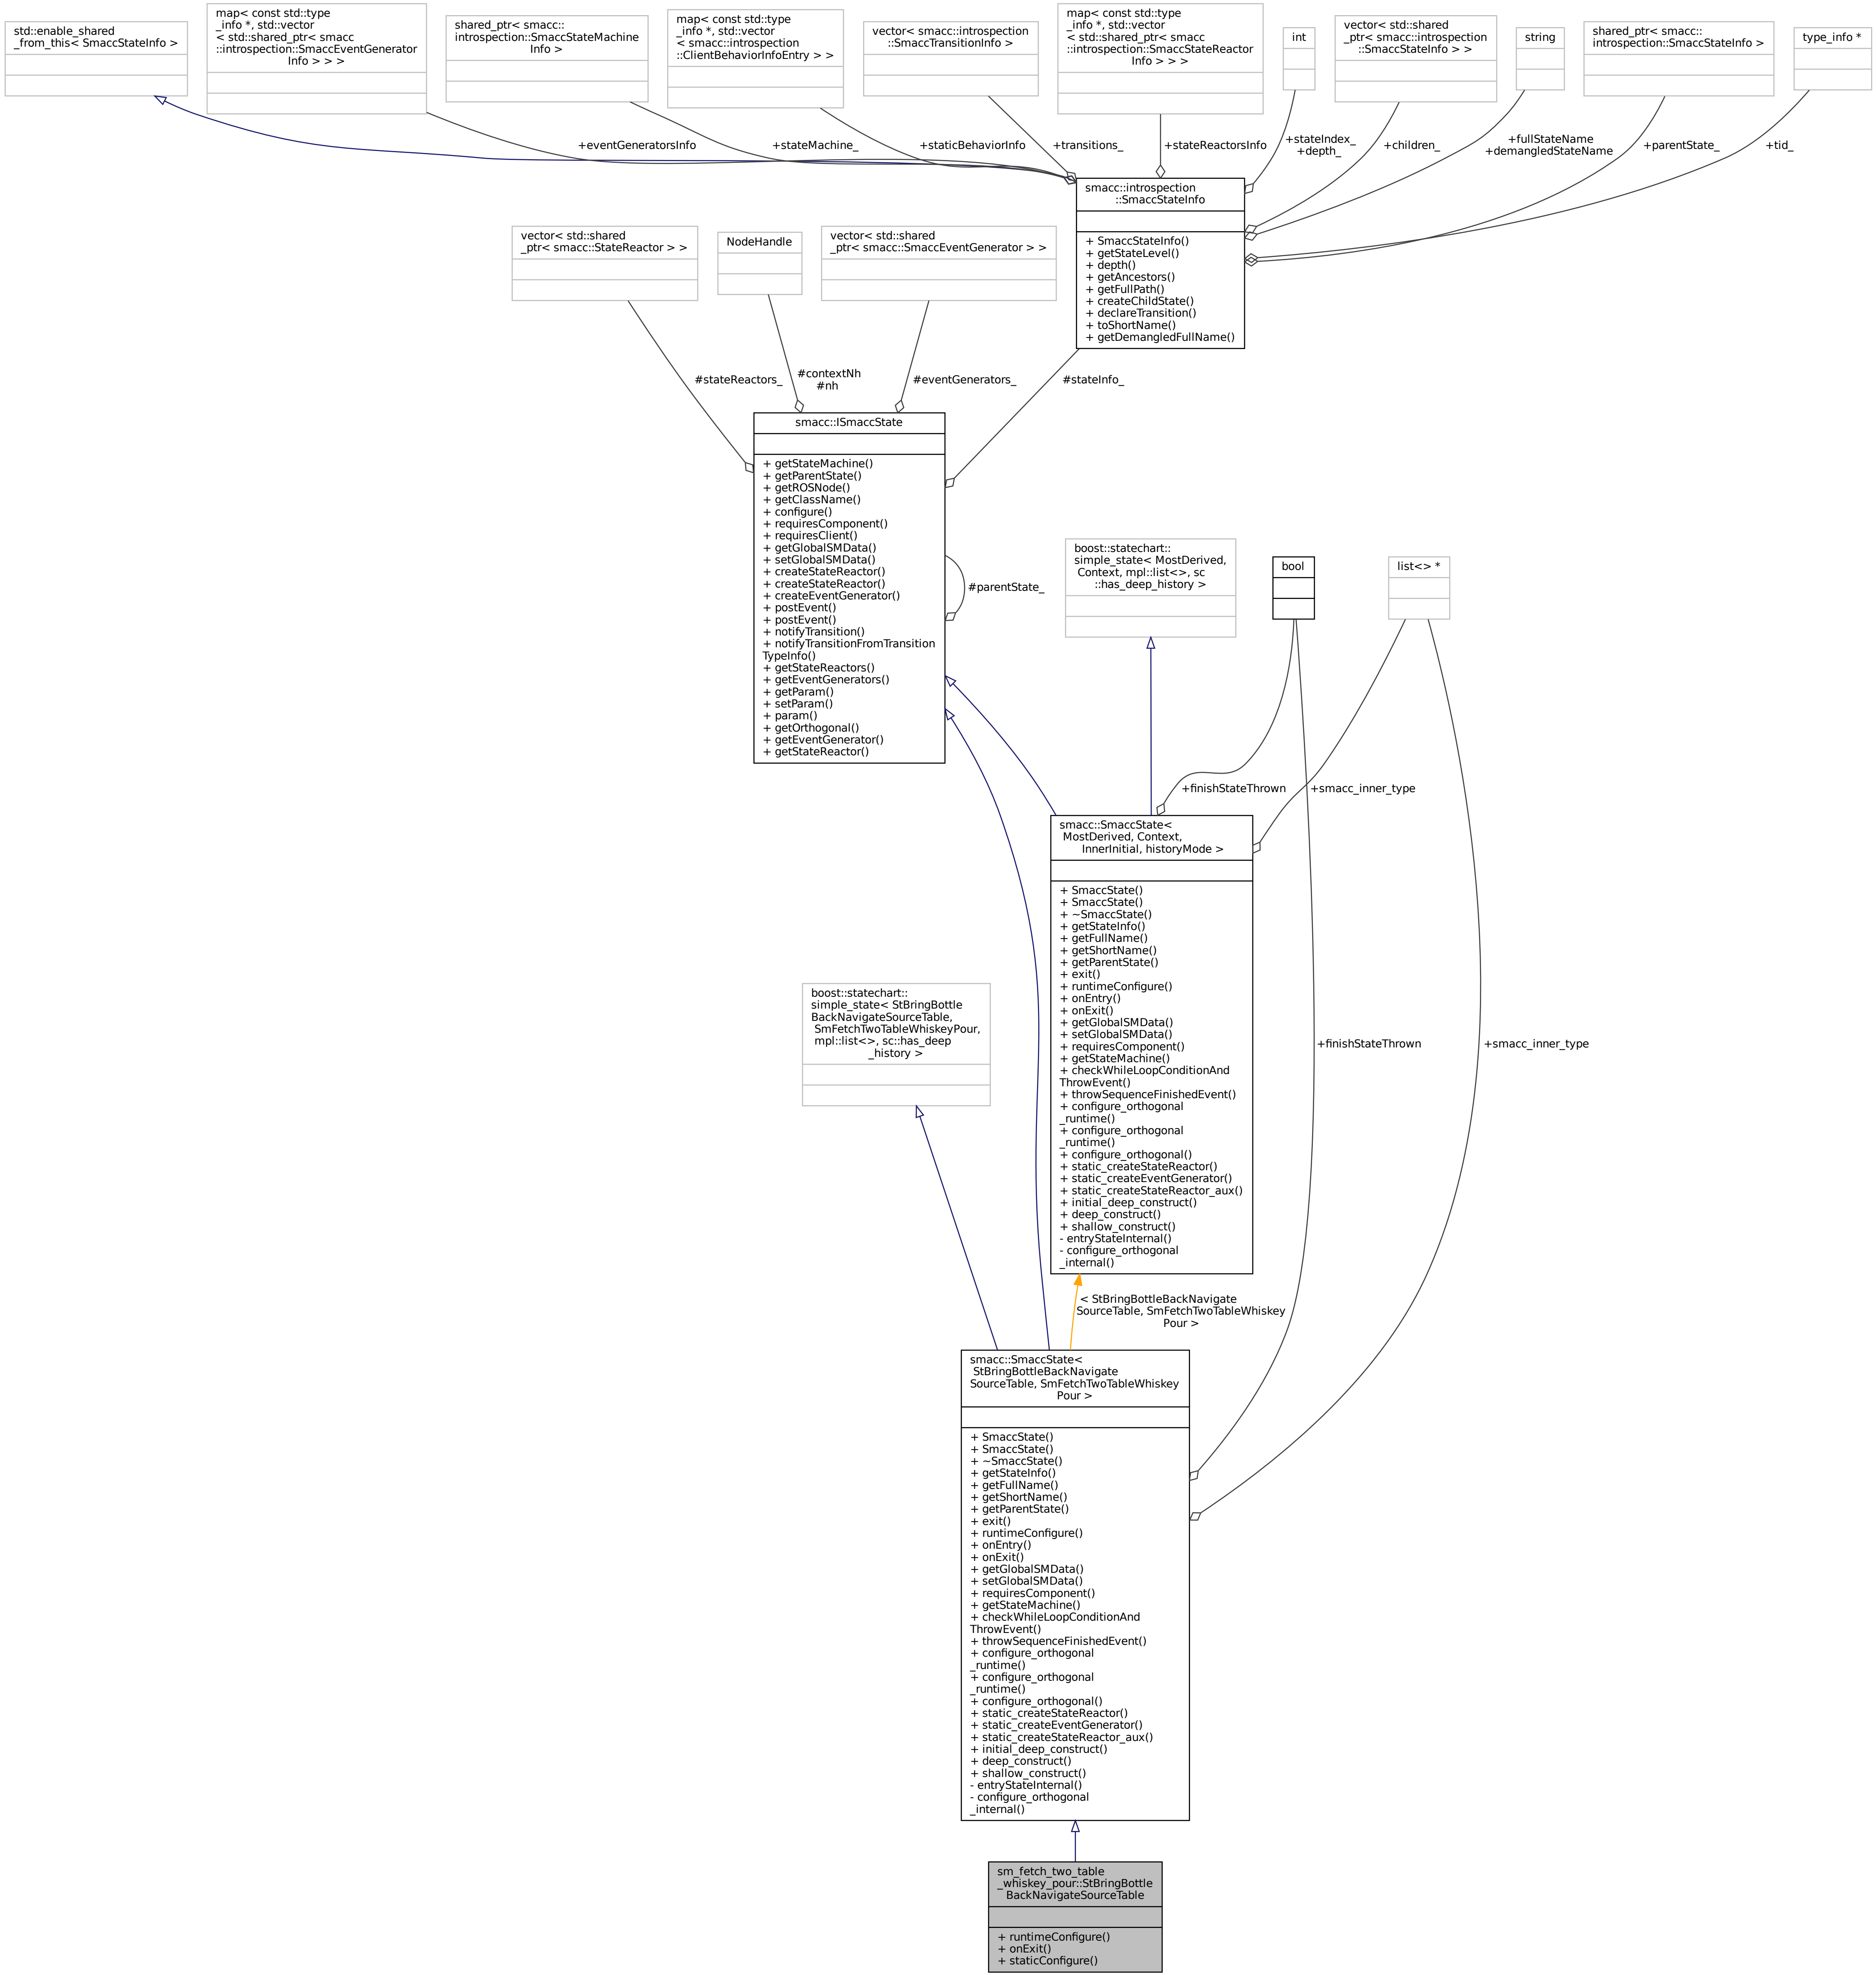 std::enable_shared
_from_this< SmaccStateInfo >
map< const std::type
_info *, std::vector
< std::shared_ptr< smacc
::introspection::SmaccEventGenerator
Info > > >
shared_ptr< smacc::
introspection::SmaccStateMachine
Info >
map< const std::type
_info *, std::vector
< smacc::introspection
::ClientBehaviorInfoEntry > >
vector< smacc::introspection
::SmaccTransitionInfo >
map< const std::type
_info *, std::vector
< std::shared_ptr< smacc
::introspection::SmaccStateReactor
Info > > >
int
vector< std::shared
_ptr< smacc::introspection
::SmaccStateInfo > >
string
shared_ptr< smacc::
introspection::SmaccStateInfo >
type_info *
+eventGeneratorsInfo
+stateMachine_
+staticBehaviorInfo
+transitions_
+stateReactorsInfo
+stateIndex_
+depth_
+children_
+fullStateName
+demangledStateName
+parentState_
+tid_
smacc::introspection
::SmaccStateInfo
+ SmaccStateInfo()
+ getStateLevel()
+ depth()
+ getAncestors()
+ getFullPath()
+ createChildState()
+ declareTransition()
+ toShortName()
+ getDemangledFullName()
vector< std::shared
_ptr< smacc::StateReactor > >
NodeHandle
vector< std::shared
_ptr< smacc::SmaccEventGenerator > >
#stateReactors_
#contextNh
#nh
#eventGenerators_
#stateInfo_
smacc::ISmaccState
+ getStateMachine()
+ getParentState()
+ getROSNode()
+ getClassName()
+ configure()
+ requiresComponent()
+ requiresClient()
+ getGlobalSMData()
+ setGlobalSMData()
+ createStateReactor()
+ createStateReactor()
+ createEventGenerator()
+ postEvent()
+ postEvent()
+ notifyTransition()
+ notifyTransitionFromTransition
TypeInfo()
+ getStateReactors()
+ getEventGenerators()
+ getParam()
+ setParam()
+ param()
+ getOrthogonal()
+ getEventGenerator()
+ getStateReactor()
#parentState_
boost::statechart::
simple_state< MostDerived,
Context, mpl::list<>, sc
::has_deep_history >
bool
list<> *
+finishStateThrown
+smacc_inner_type
smacc::SmaccState<
MostDerived, Context,
InnerInitial, historyMode >
+ SmaccState()
+ SmaccState()
+ ~SmaccState()
+ getStateInfo()
+ getFullName()
+ getShortName()
+ getParentState()
+ exit()
+ runtimeConfigure()
+ onEntry()
+ onExit()
+ getGlobalSMData()
+ setGlobalSMData()
+ requiresComponent()
+ getStateMachine()
+ checkWhileLoopConditionAnd
ThrowEvent()
+ throwSequenceFinishedEvent()
+ configure_orthogonal
_runtime()
+ configure_orthogonal
_runtime()
+ configure_orthogonal()
+ static_createStateReactor()
+ static_createEventGenerator()
+ static_createStateReactor_aux()
+ initial_deep_construct()
+ deep_construct()
+ shallow_construct()
- entryStateInternal()
- configure_orthogonal
_internal()
boost::statechart::
simple_state< StBringBottle
BackNavigateSourceTable,
SmFetchTwoTableWhiskeyPour,
mpl::list<>, sc::has_deep
_history >
+finishStateThrown
+smacc_inner_type
< StBringBottleBackNavigate
SourceTable, SmFetchTwoTableWhiskey
Pour >
smacc::SmaccState<
StBringBottleBackNavigate
SourceTable, SmFetchTwoTableWhiskey
Pour >
+ SmaccState()
+ SmaccState()
+ ~SmaccState()
+ getStateInfo()
+ getFullName()
+ getShortName()
+ getParentState()
+ exit()
+ runtimeConfigure()
+ onEntry()
+ onExit()
+ getGlobalSMData()
+ setGlobalSMData()
+ requiresComponent()
+ getStateMachine()
+ checkWhileLoopConditionAnd
ThrowEvent()
+ throwSequenceFinishedEvent()
+ configure_orthogonal
_runtime()
+ configure_orthogonal
_runtime()
+ configure_orthogonal()
+ static_createStateReactor()
+ static_createEventGenerator()
+ static_createStateReactor_aux()
+ initial_deep_construct()
+ deep_construct()
+ shallow_construct()
- entryStateInternal()
- configure_orthogonal
_internal()
sm_fetch_two_table
_whiskey_pour::StBringBottle
BackNavigateSourceTable
+ runtimeConfigure()
+ onExit()
+ staticConfigure()